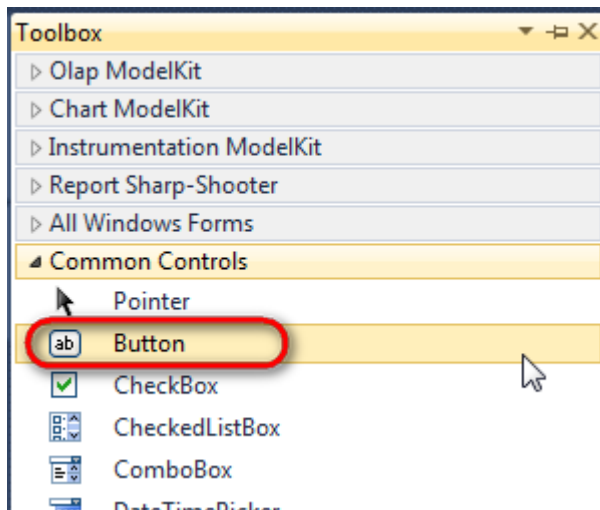 Toolbox
Olap ModelKit
Chart ModelKit
Instrumentation ModelKit
Report Sharp-Shooter
All Windows Forms
Common Controls
Pointer
ab Button
CheckBox
CheckedListBox
ComboBox
DateTimePicker